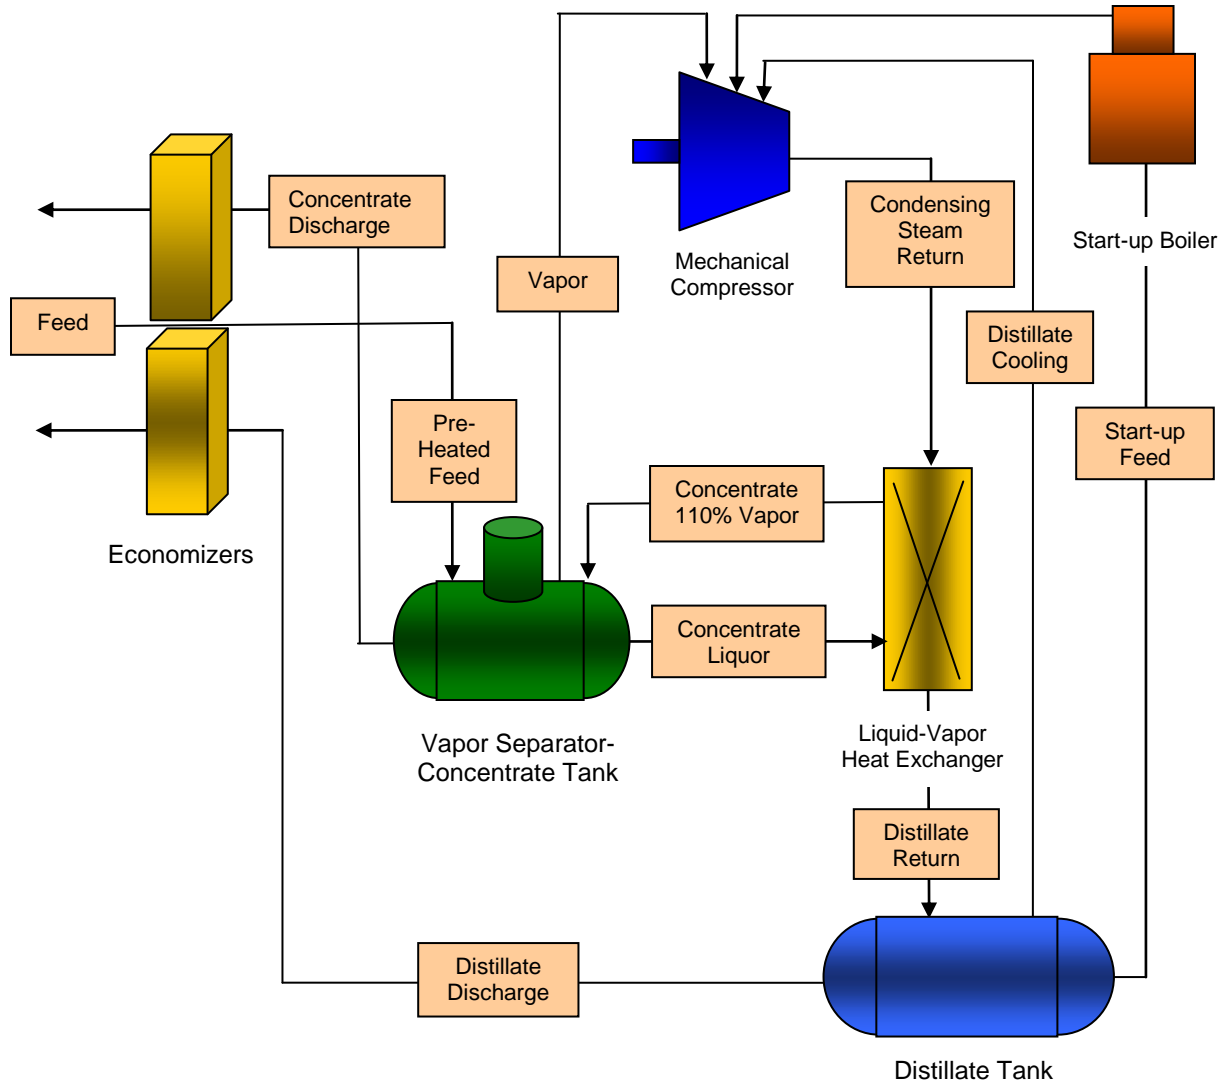 Concentrate
Discharge
Feed
Vapor
Mechanical
Compressor
Condensing
Steam
Return
Start-up Boiler
Distillate
Cooling
Start-up
Feed
Pre-
Heated
Feed
Economizers
Concentrate
110% Vapor
Concentrate
Liquor
Vapor Separator-
Concentrate Tank
Liquid-Vapor
Heat Exchanger
Distillate
Return
Distillate
Discharge
Distillate Tank